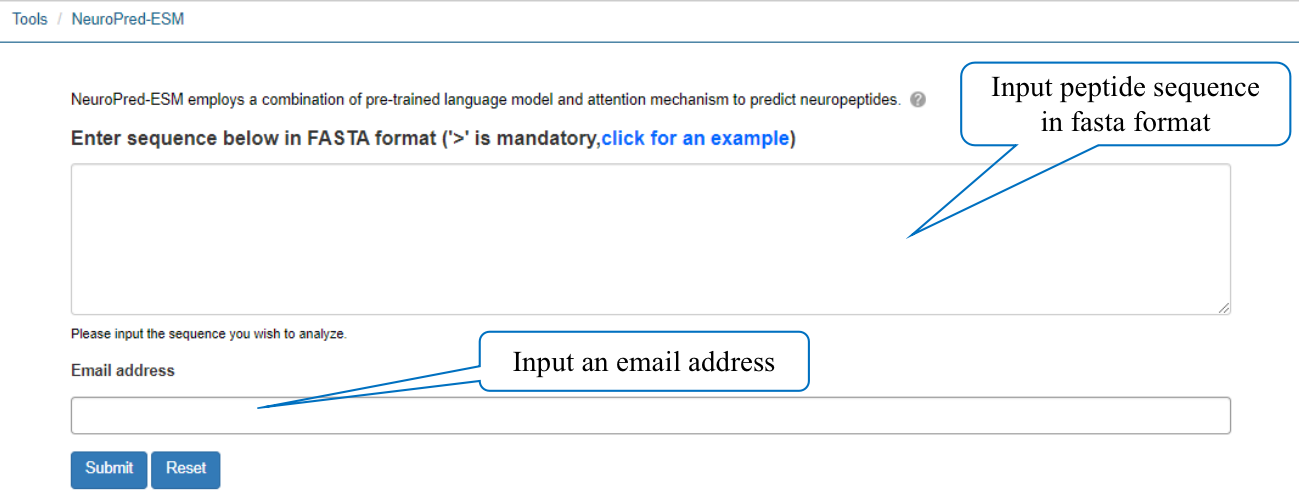 Tools / NeuroPred-ESM
NeuroPred-ESM employs a combination of pre-trained language model and attention mechanism to predict neuropeptides. ?
Input peptide sequence
in fasta format
Enter sequence below in FASTA format ('>' is mandatory,click for an example)
Please input the sequence you wish to analyze.
Input an email address
Email address
Submit Reset